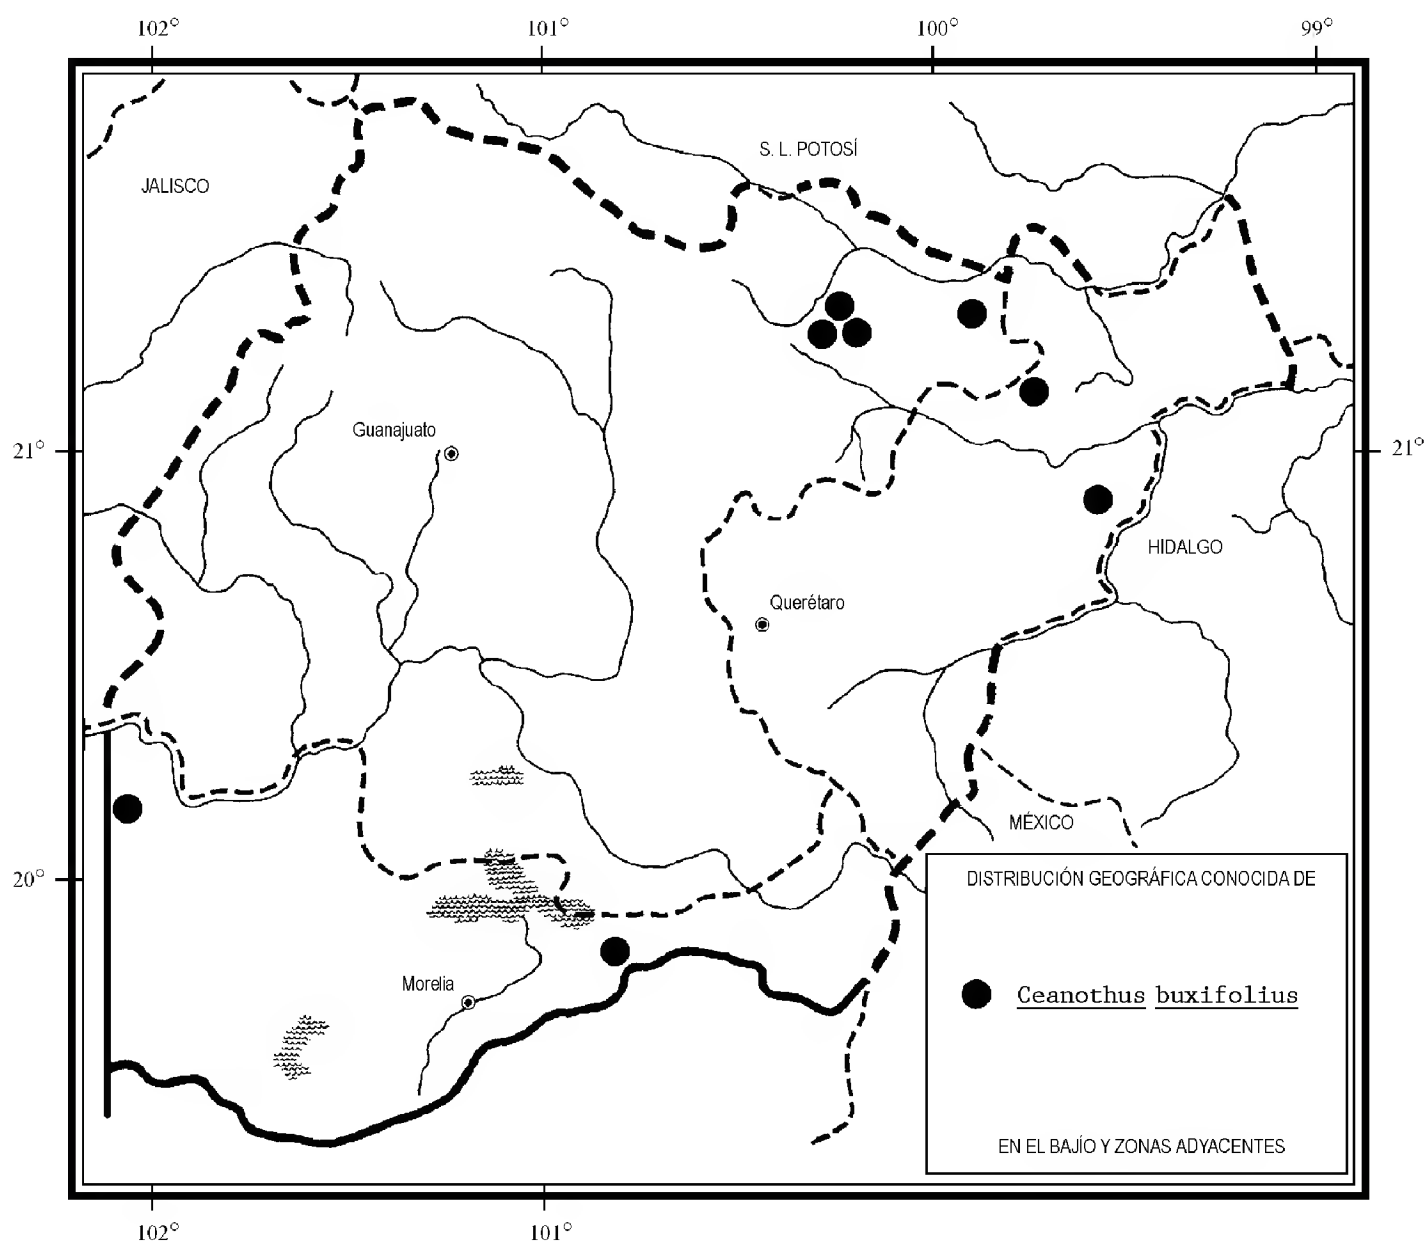 102° 101° 100° 99°
S. L. POTOSÍ
JALISCO
Guanajuato
21° 21°
HIDALGO
Querétaro
MÉXICO
20°
DISTRIBUCIÓN GEOGRÁFICA CONOCIDA DE
Morelia
Ceanothus buxifolius
EN EL BAJÍO Y ZONAS ADYACENTES
102° 101°